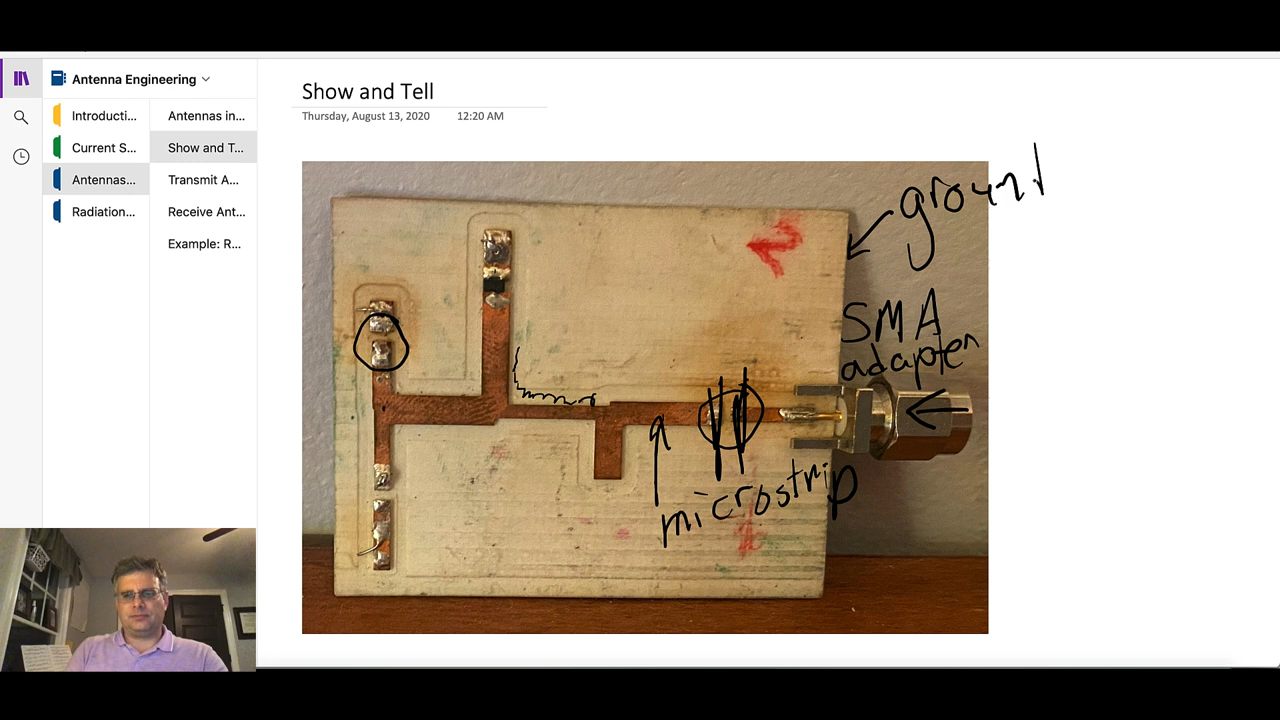 Antenna Engineering
Introducti...
Current S...
Antennas...
Radiation...
Antennas in...
Show and T...
Transmit A...
Receive Ant...
Example: R...
Show and Tell
Thursday, August 13, 2020 12:20 AM
ground
SMA
adapter
microstrip